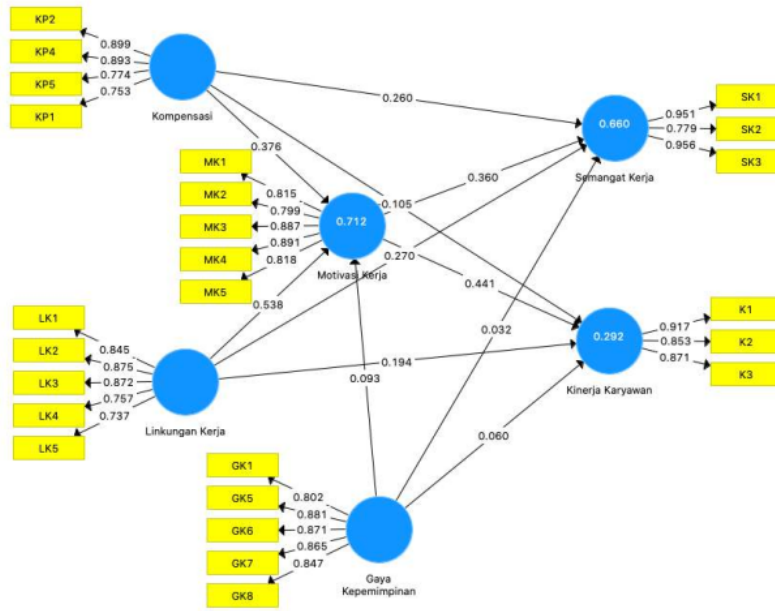 KP2
KP4
KP5
KP1
0.899
0.893
0.774
0.753
Kompensasi
0.260
0.376
0.105
MK1
MK2
MK3
MK4
MK5
0.815
0.799
0.887
0.891
0.818
0.712
Motivasi Kerja
0.360
0.270
0.441
0.660
Semangat Kerja
0.951
0.779
0.956
SK1
SK2
SK3
LK1
LK2
LK3
LK4
LK5
0.845
0.875
0.872
0.757
0.737
Linkungan Kerja
0.538
0.194
0.093
0.032
0.060
0.292
Kinerja Karyawan
0.917
0.853
0.871
K1
K2
K3
GK1
GK5
GK6
GK7
GK8
0.802
0.881
0.871
0.865
0.847
Gaya
Kepemimpinan